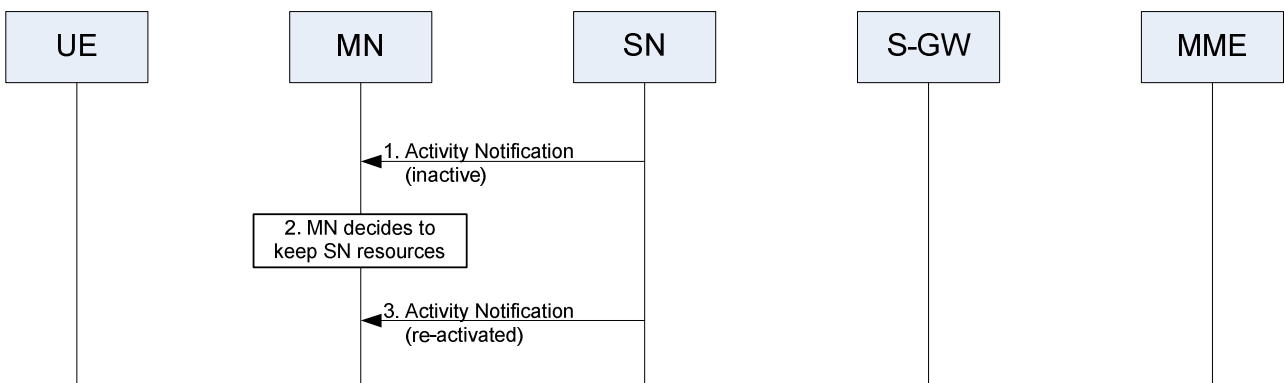 UE
MN
SN
S-GW
MME
1. Activity Notification
(inactive)
2. MN decides to
keep SN resources
3. Activity Notification
(re-activated)